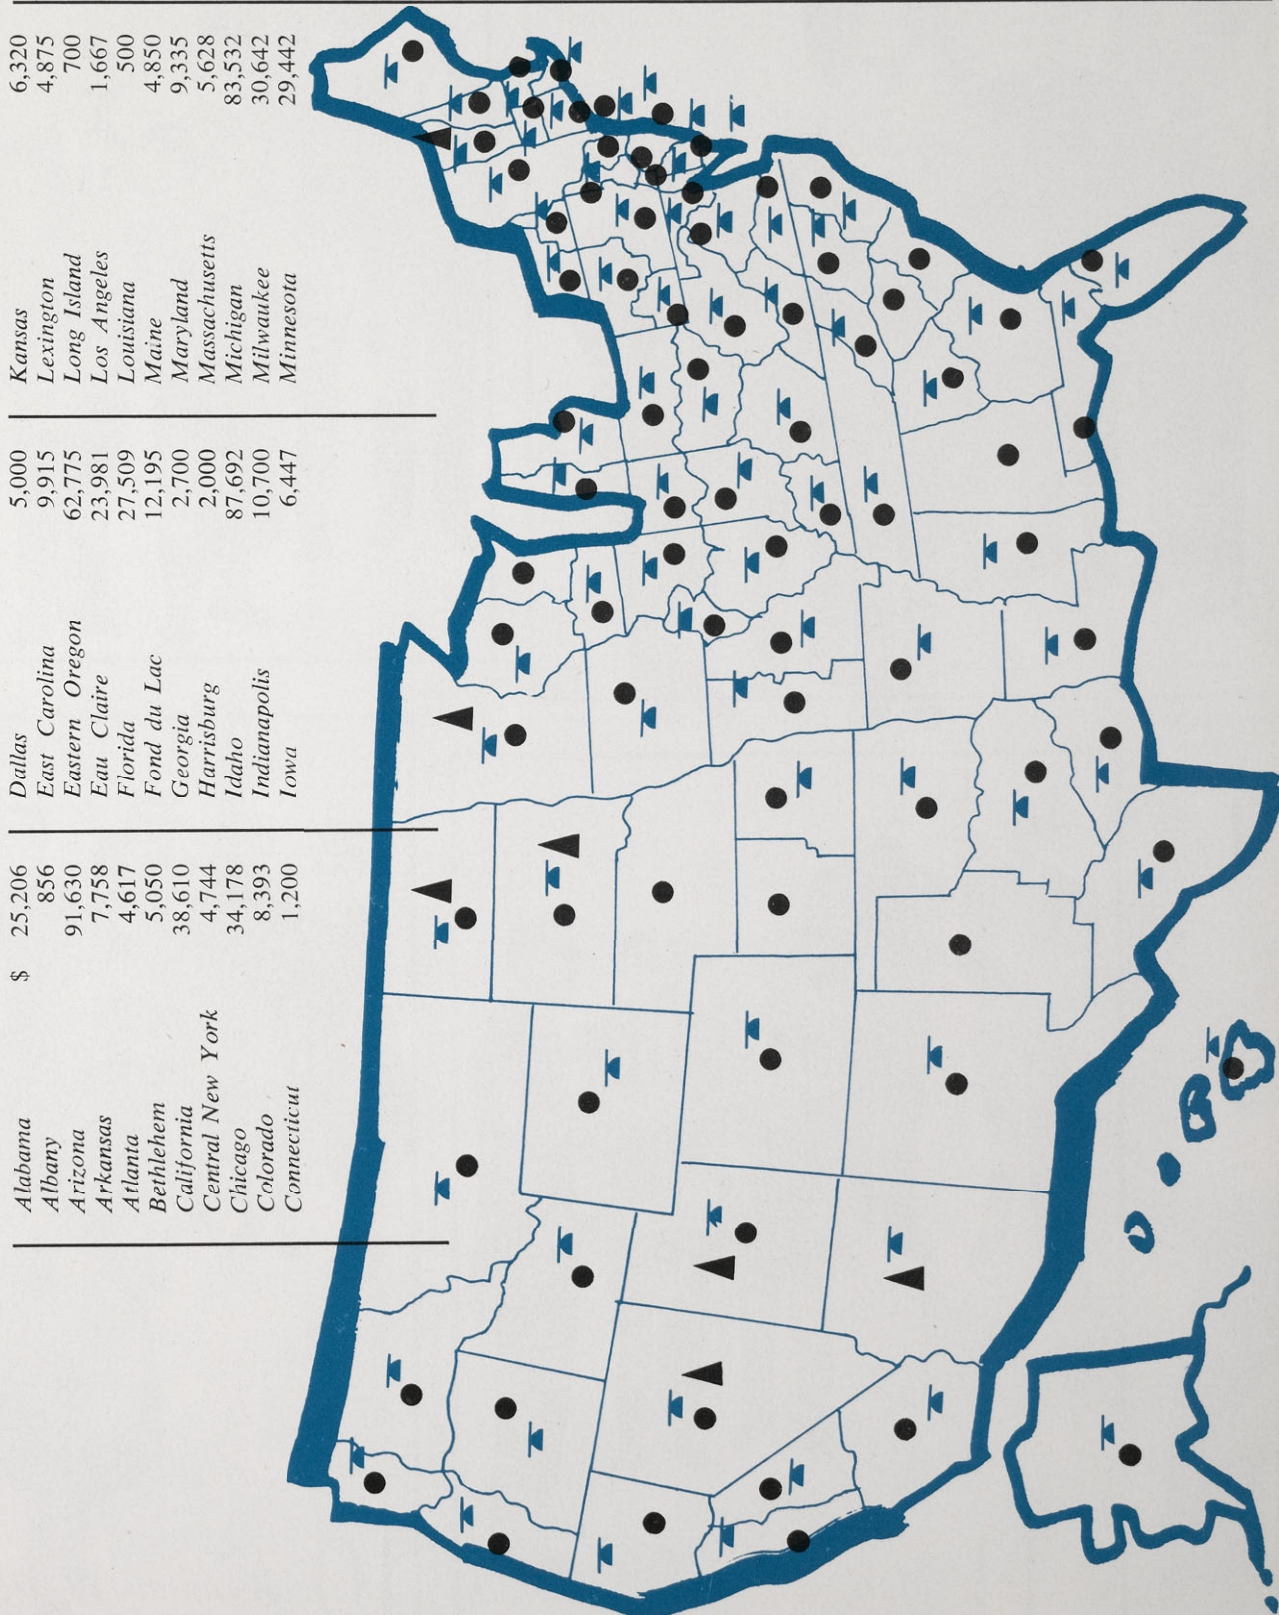 Alabama $ 25,206
Albany 856
Arizona 91,630
Arkansas 7,758
Atlanta 4,617
Bethlehem 5,050
California 38,610
Central New York 4,744
Chicago 34,178
Colorado 8,393
Connecticut 1,200
Dallas 5,000
East Carolina 9,915
Eastern Oregon 62,775
Eau Claire 23,981
Florida 27,509
Fond du Lac 12,195
Georgia 2,700
Harrisburg 2,000
Idaho 87,692
Indianapolis 10,700
Iowa 6,447
Kansas 6,320
Lexington 4,875
Long Island 700
Los Angeles 1,667
Louisiana 500
Maine 4,850
Maryland 9,335
Massachusetts 5,628
Michigan 83,532
Milwaukee 30,642
Minnesota 29,442